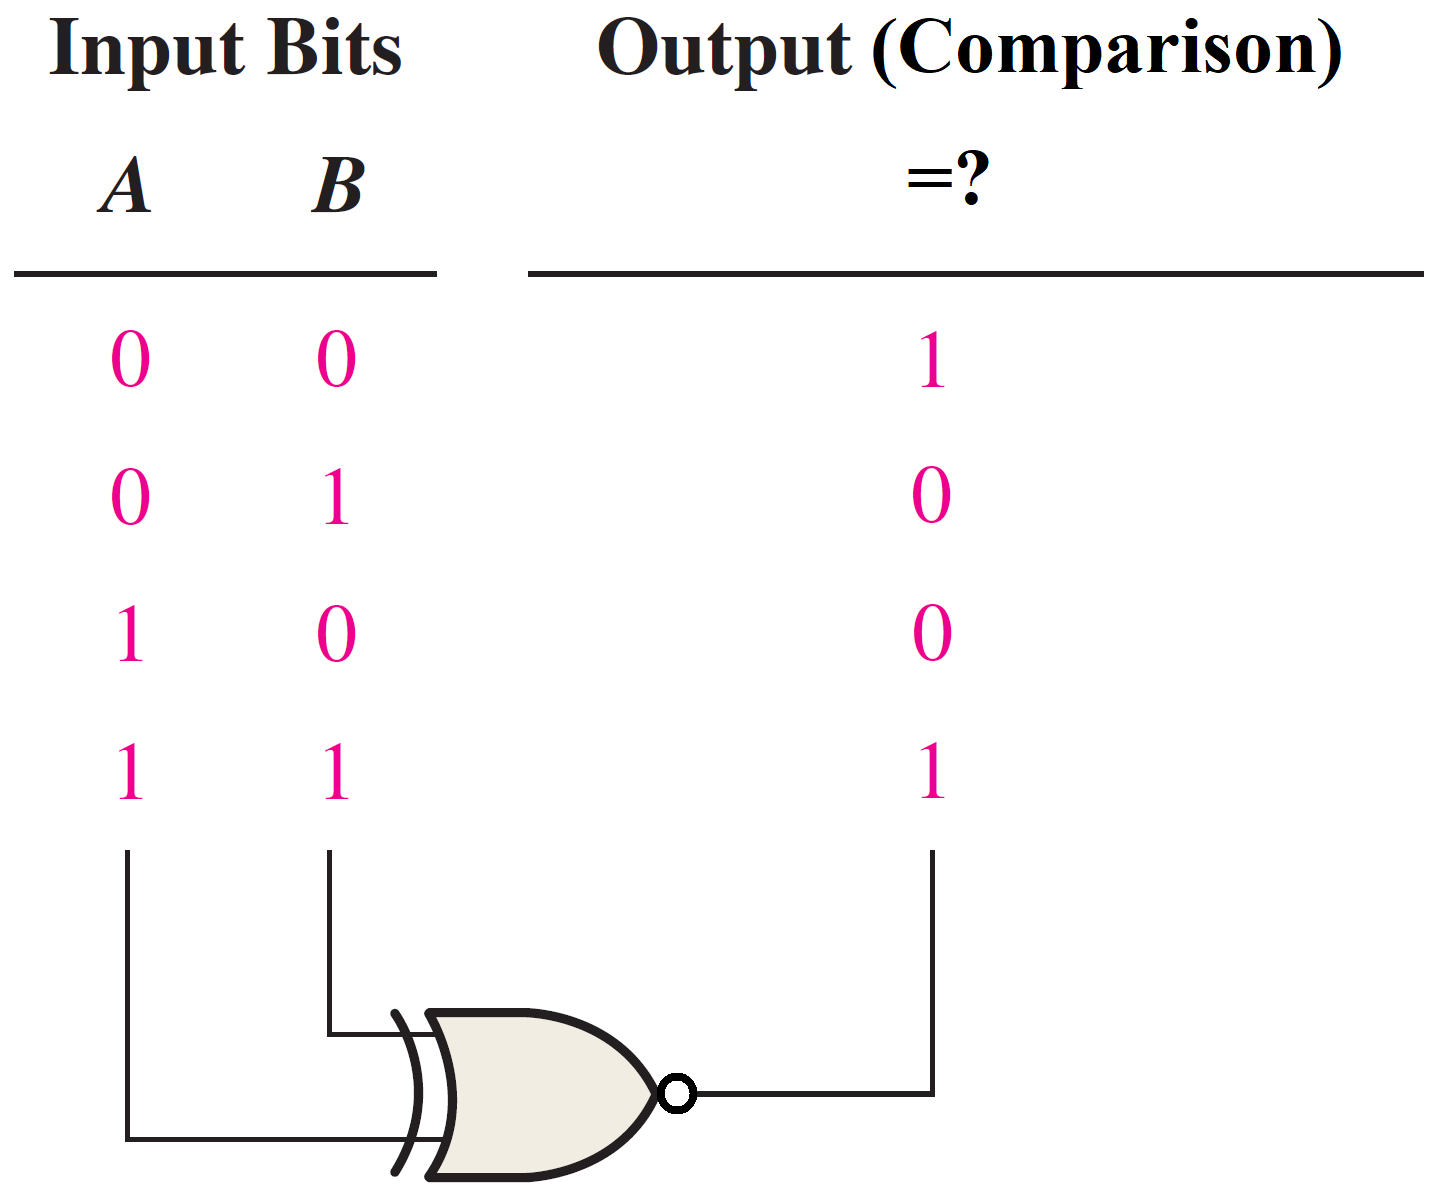 Input Bits Output (Comparison)
A B =?
0 0 1
0 1 0
1 0 0
1 1 1